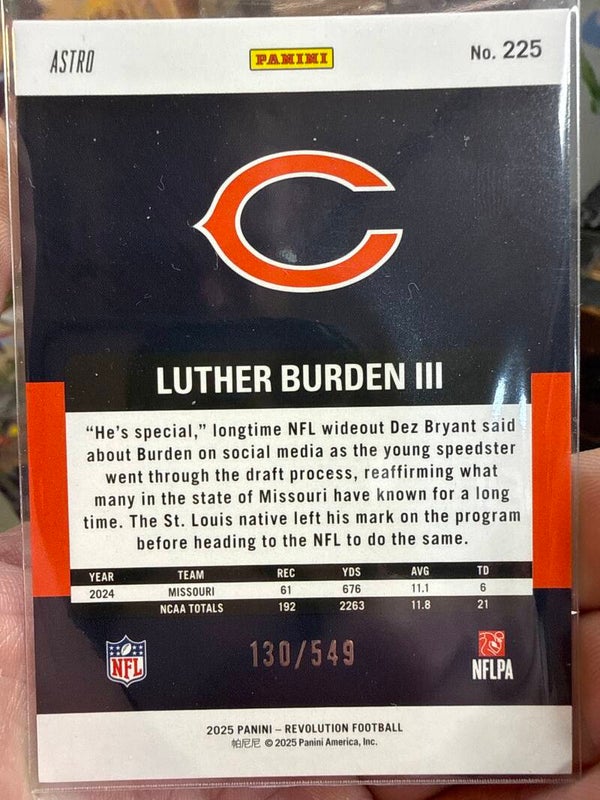 ASTRO
PANINI
No. 225
LUTHER BURDEN III
“He’s special,” longtime NFL wideout Dez Bryant said
about Burden on social media as the young speedster
went through the draft process, reaffirming what
many in the state of Missouri have known for a long
time. The St. Louis native left his mark on the program
before heading to the NFL to do the same.
YEAR TEAM REC YDS AVG TD
2024 MISSOURI 61 676 11.1 6
NCAA TOTALS 192 2263 11.8 21
130/549
NFL
NFLPA
2025 PANINI – REVOLUTION FOOTBALL
帕尼尼 © 2025 Panini America, Inc.